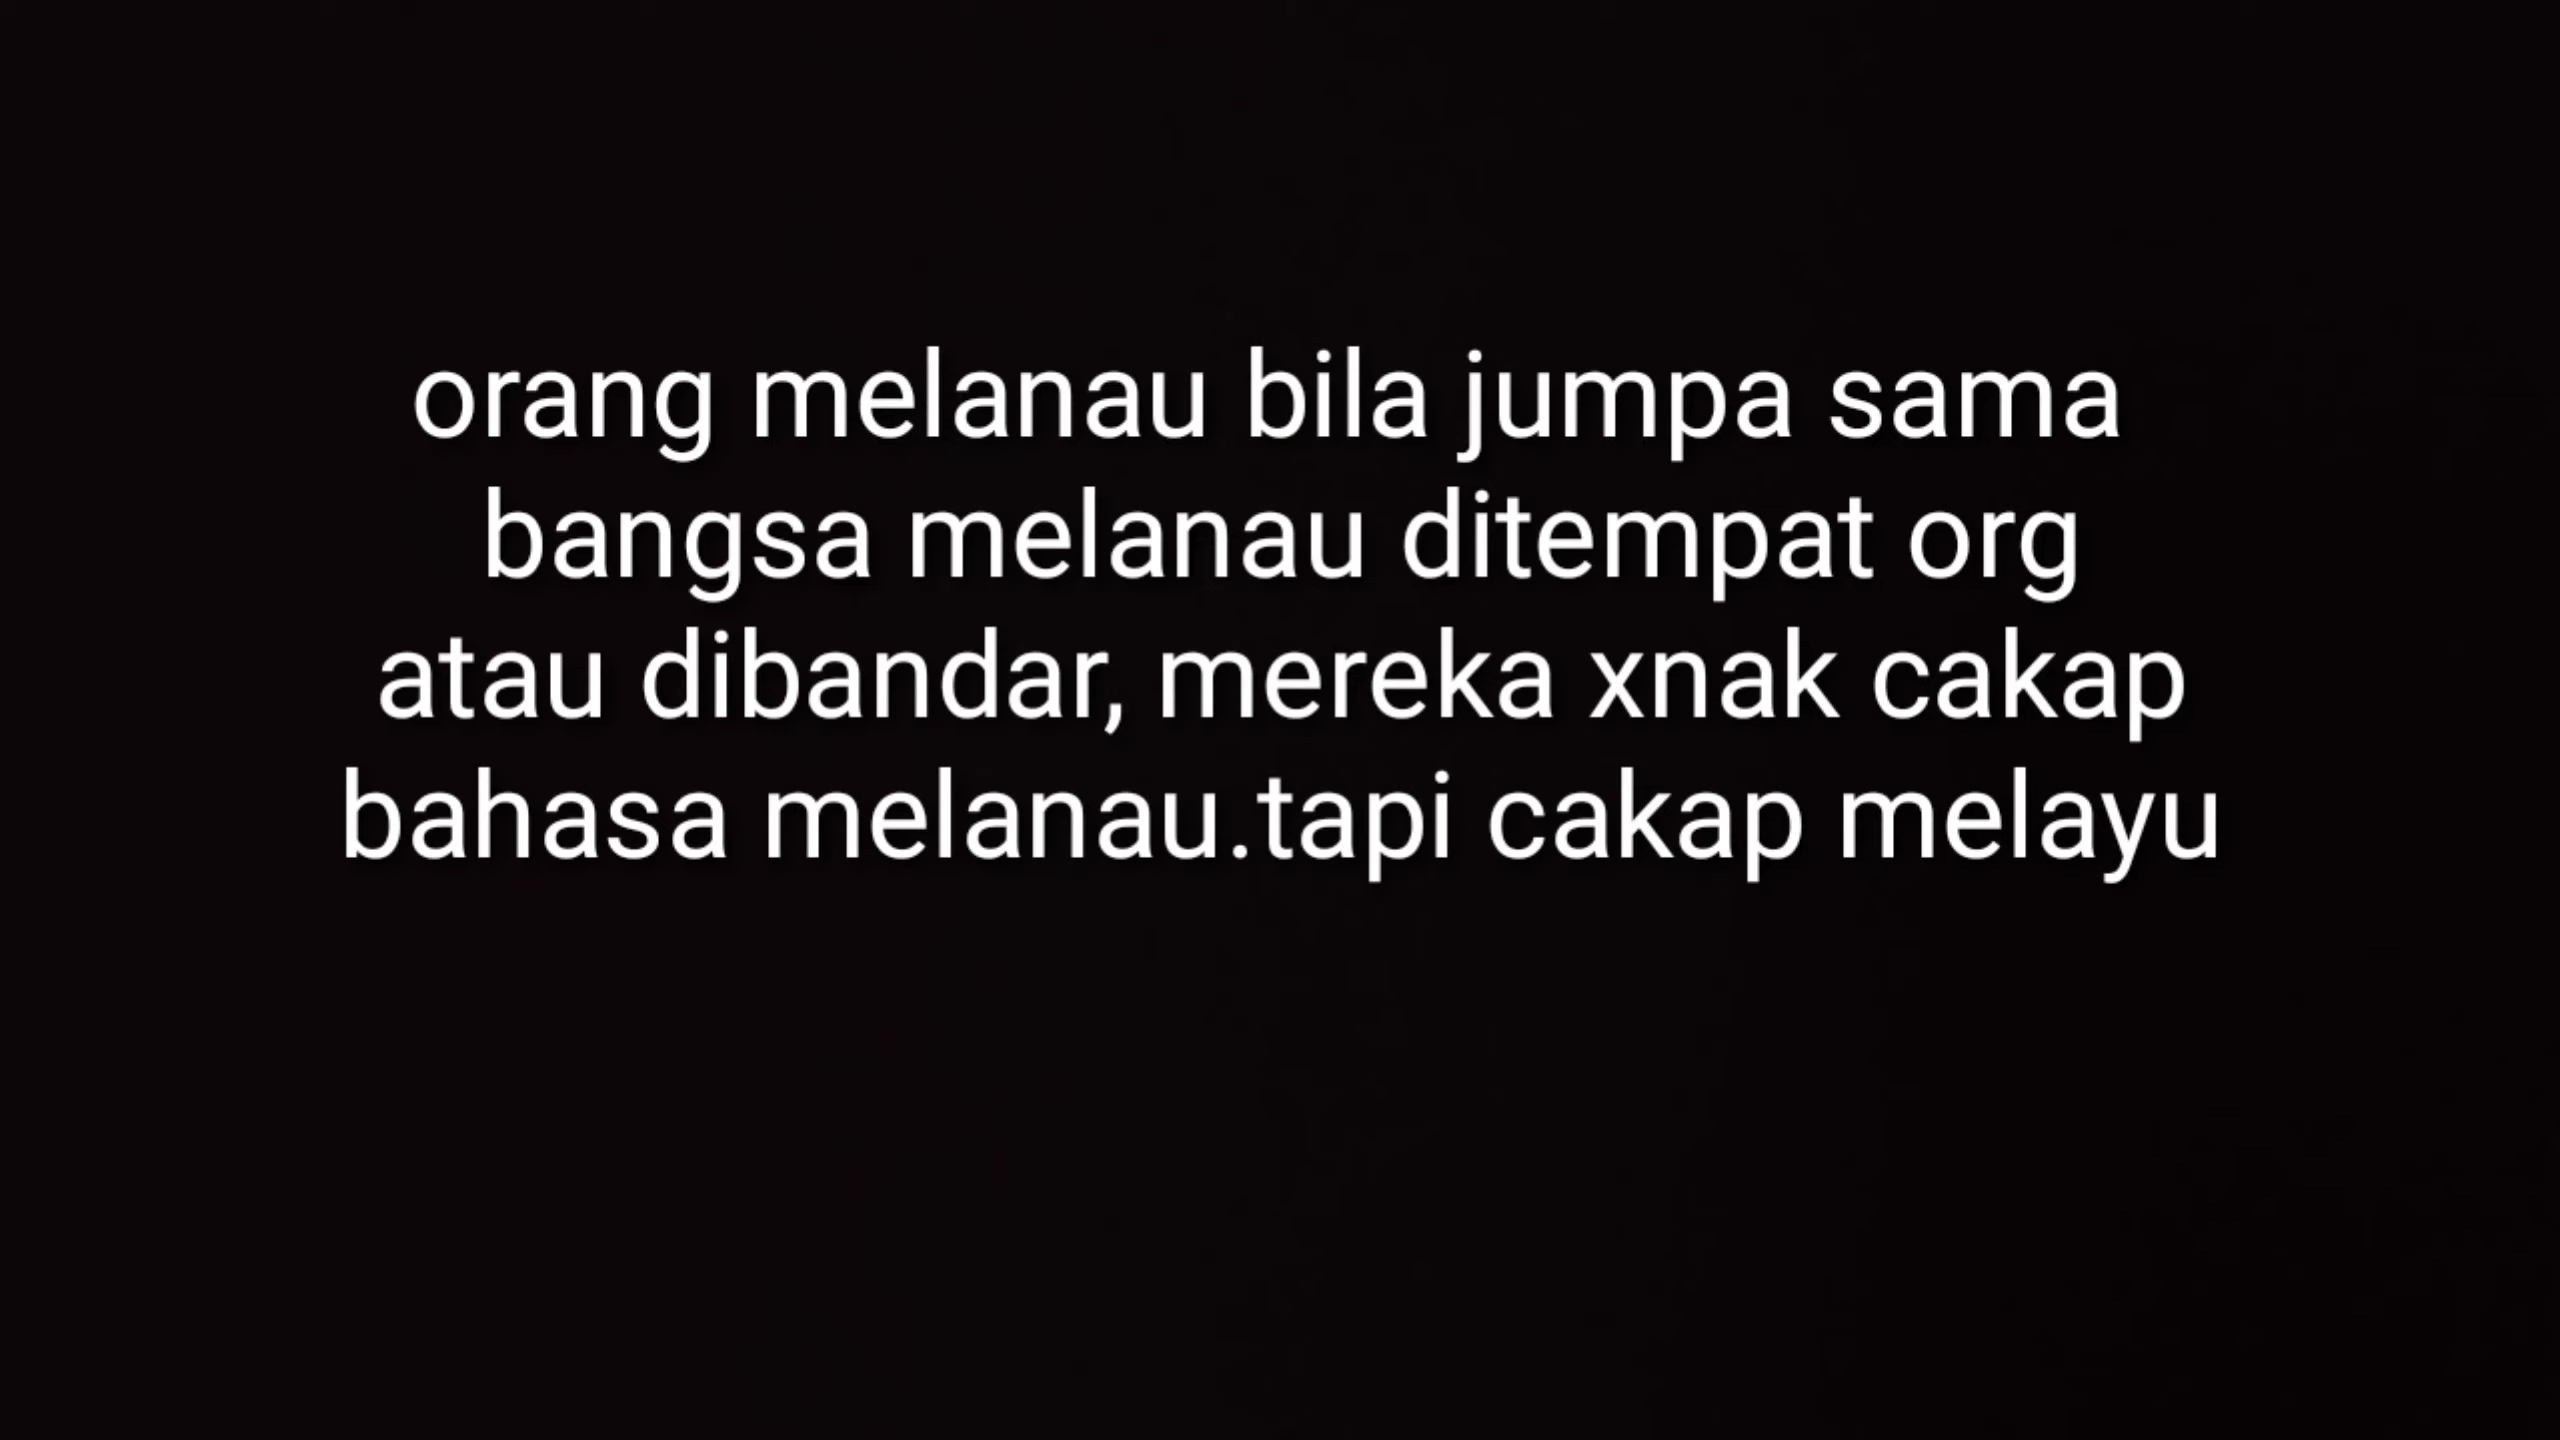 orang melanau bila jumpa sama
bangsa melanau ditempat org
atau dibandar, mereka xnak cakap
bahasa melanau.tapi cakap melayu